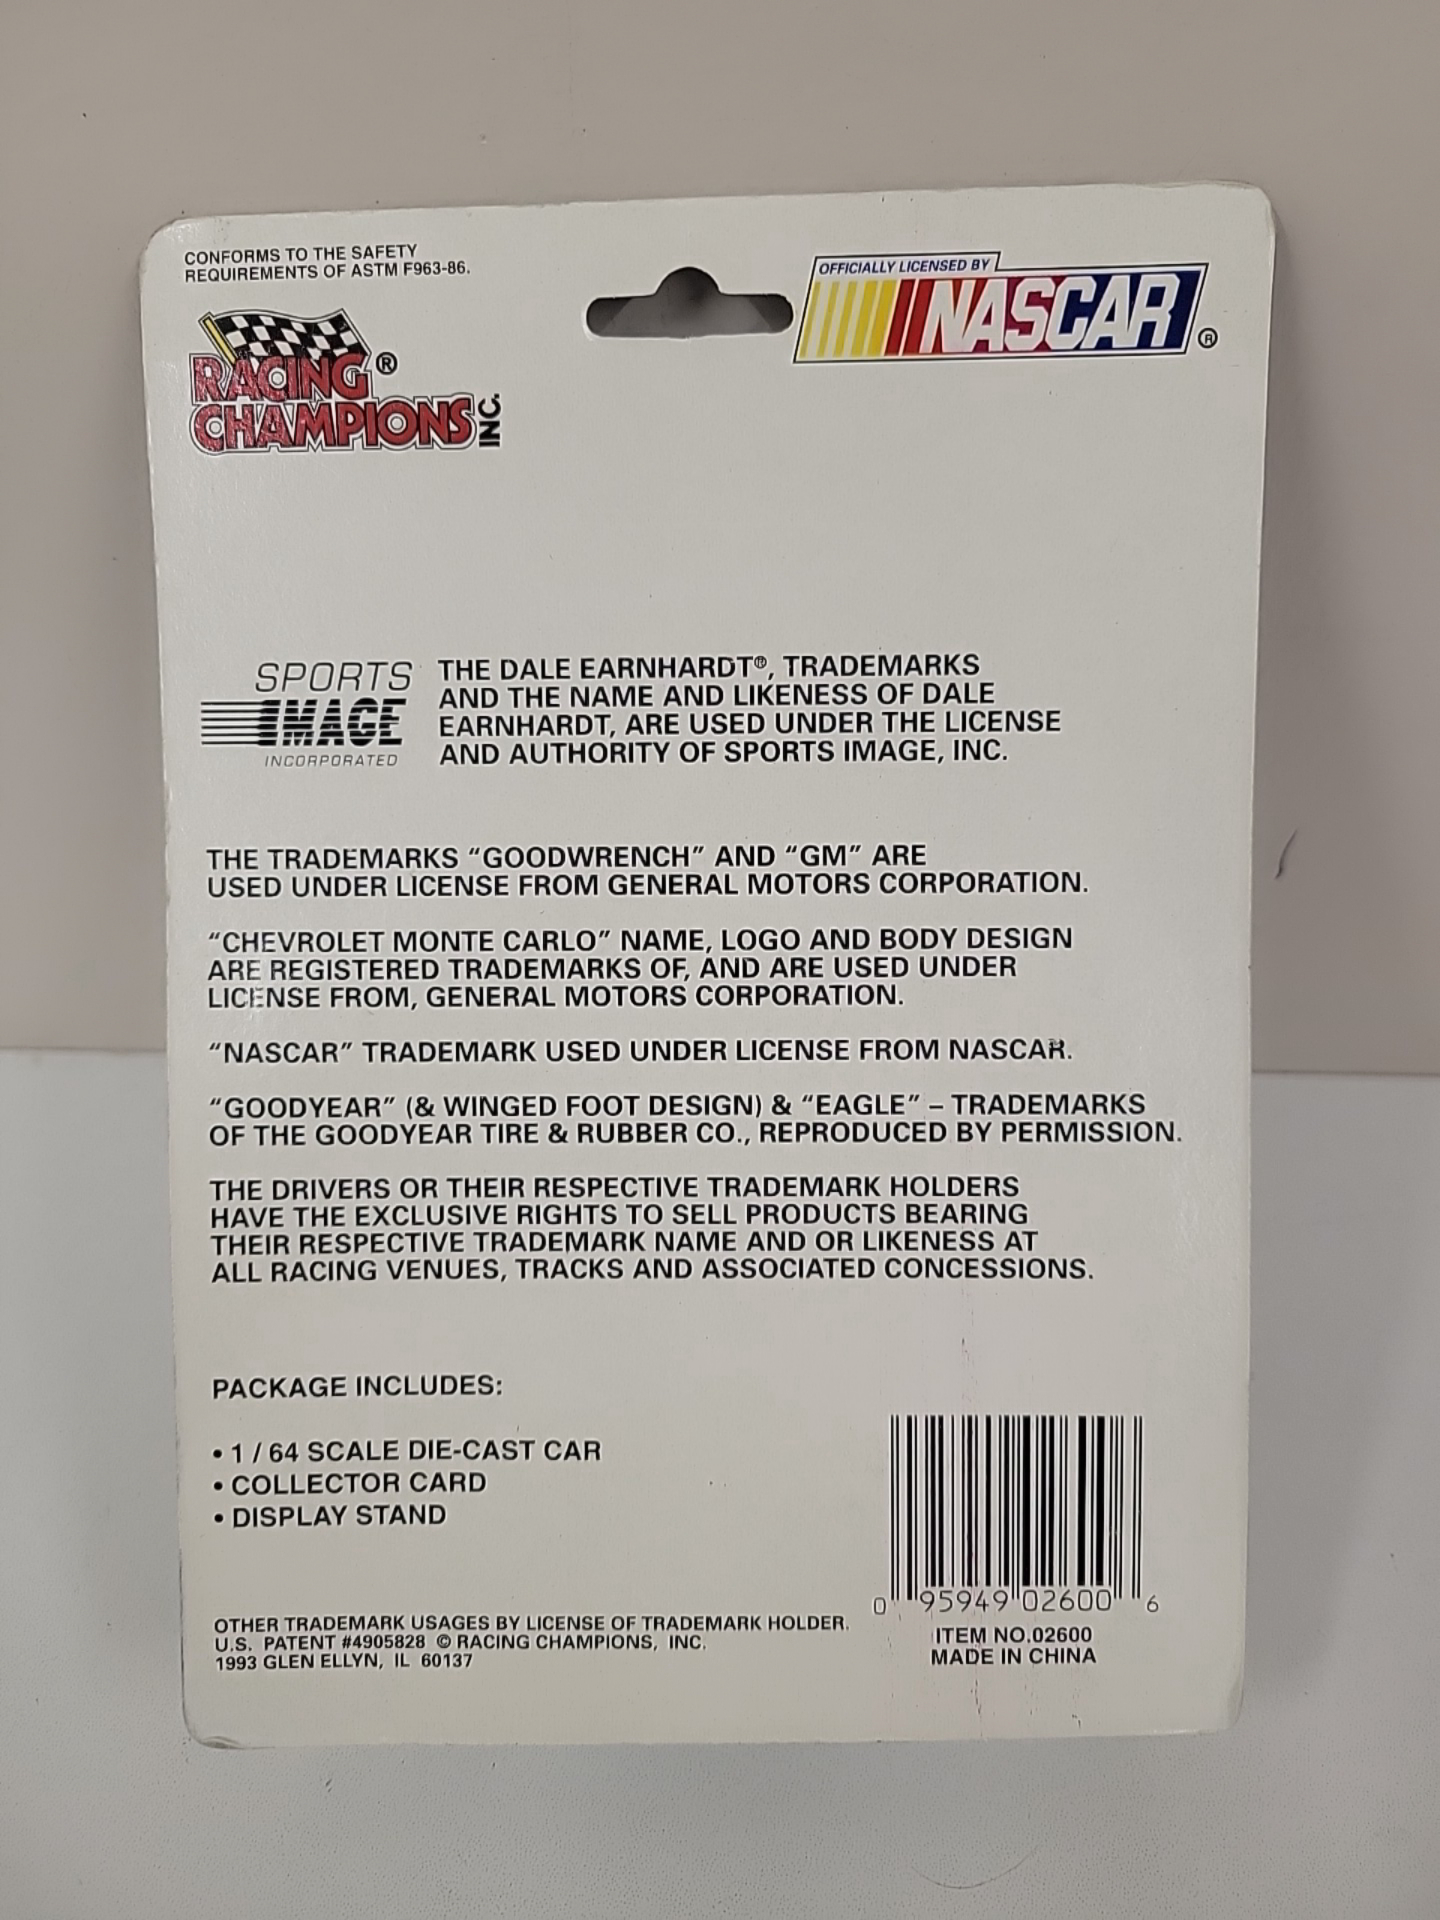 CONFORMS TO THE SAFETY
REQUIREMENTS OF ASTM F963-86.
OFFICIALLY LICENSED BY
NASCAR ®
RACING ®
CHAMPIONS INC.
SPORTS
IMAGE
INCORPORATED
THE DALE EARNHARDT®, TRADEMARKS
AND THE NAME AND LIKENESS OF DALE
EARNHARDT, ARE USED UNDER THE LICENSE
AND AUTHORITY OF SPORTS IMAGE, INC.
THE TRADEMARKS “GOODWRENCH” AND “GM” ARE
USED UNDER LICENSE FROM GENERAL MOTORS CORPORATION.
“CHEVROLET MONTE CARLO” NAME, LOGO AND BODY DESIGN
ARE REGISTERED TRADEMARKS OF, AND ARE USED UNDER
LICENSE FROM, GENERAL MOTORS CORPORATION.
“NASCAR” TRADEMARK USED UNDER LICENSE FROM NASCAR.
“GOODYEAR” (& WINGED FOOT DESIGN) & “EAGLE” – TRADEMARKS
OF THE GOODYEAR TIRE & RUBBER CO., REPRODUCED BY PERMISSION.
THE DRIVERS OR THEIR RESPECTIVE TRADEMARK HOLDERS
HAVE THE EXCLUSIVE RIGHTS TO SELL PRODUCTS BEARING
THEIR RESPECTIVE TRADEMARK NAME AND OR LIKENESS AT
ALL RACING VENUES, TRACKS AND ASSOCIATED CONCESSIONS.
PACKAGE INCLUDES:
• 1 / 64 SCALE DIE-CAST CAR
• COLLECTOR CARD
• DISPLAY STAND
OTHER TRADEMARK USAGES BY LICENSE OF TRADEMARK HOLDER.
U.S. PATENT #4905828 © RACING CHAMPIONS, INC.
1993 GLEN ELLYN, IL 60137
0 95949 02600 6
ITEM NO.02600
MADE IN CHINA